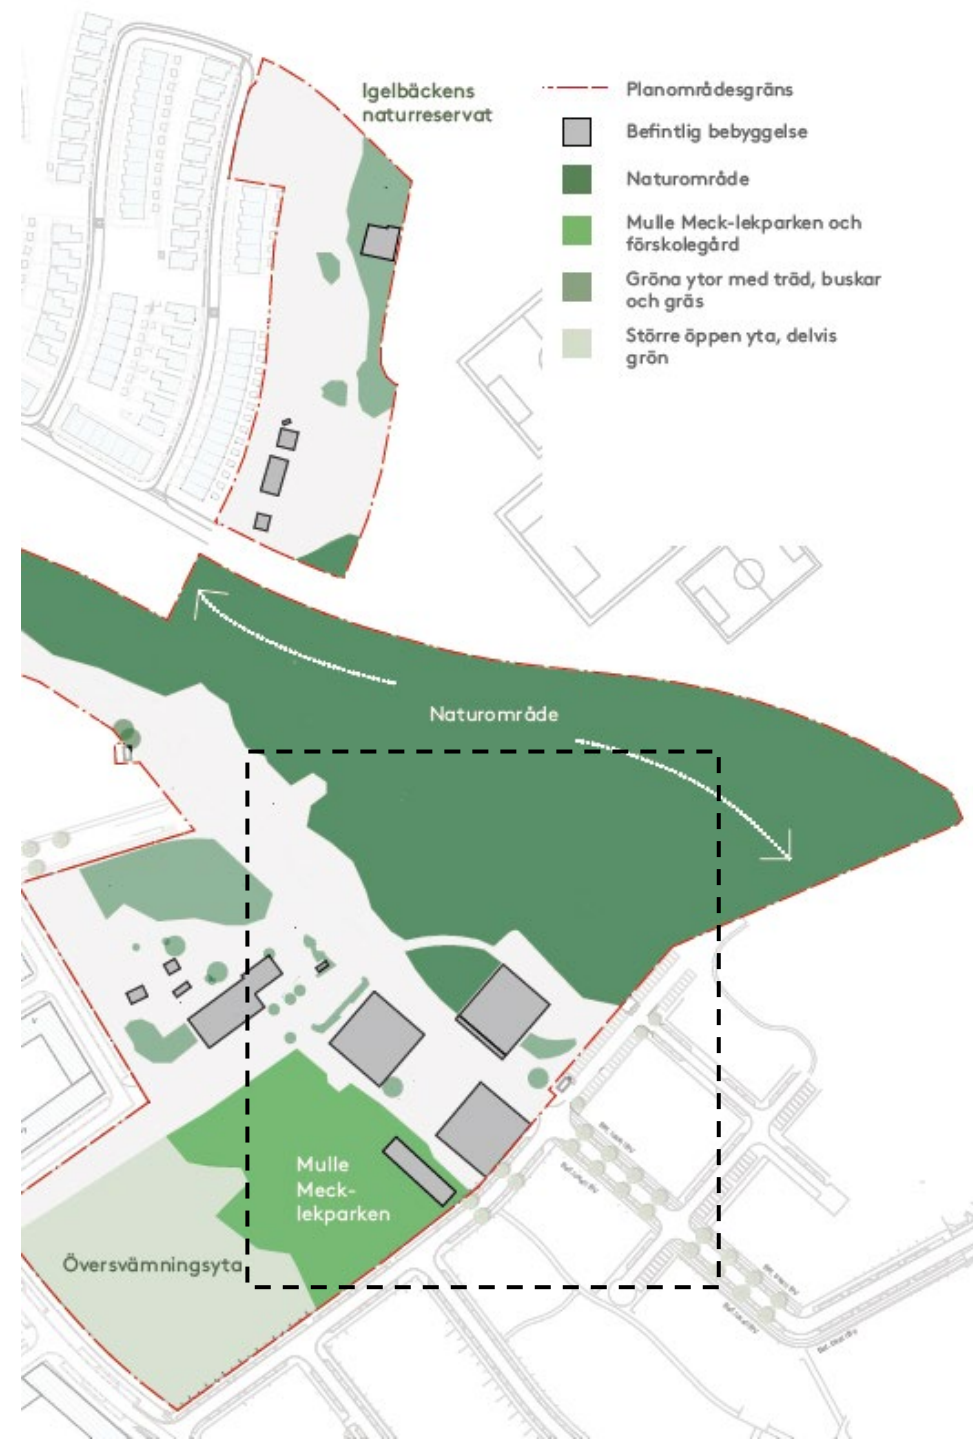 Igelbäckens
naturreservat
Planområdesgräns
Befintlig bebyggelse
Naturområde
Mulle Meck-lekparken och
förskolegård
Gröna ytor med träd, buskar
och gräs
Större öppen yta, delvis
grön
Naturområde
Mulle
Meck-
lekparken
Översvämningsyta